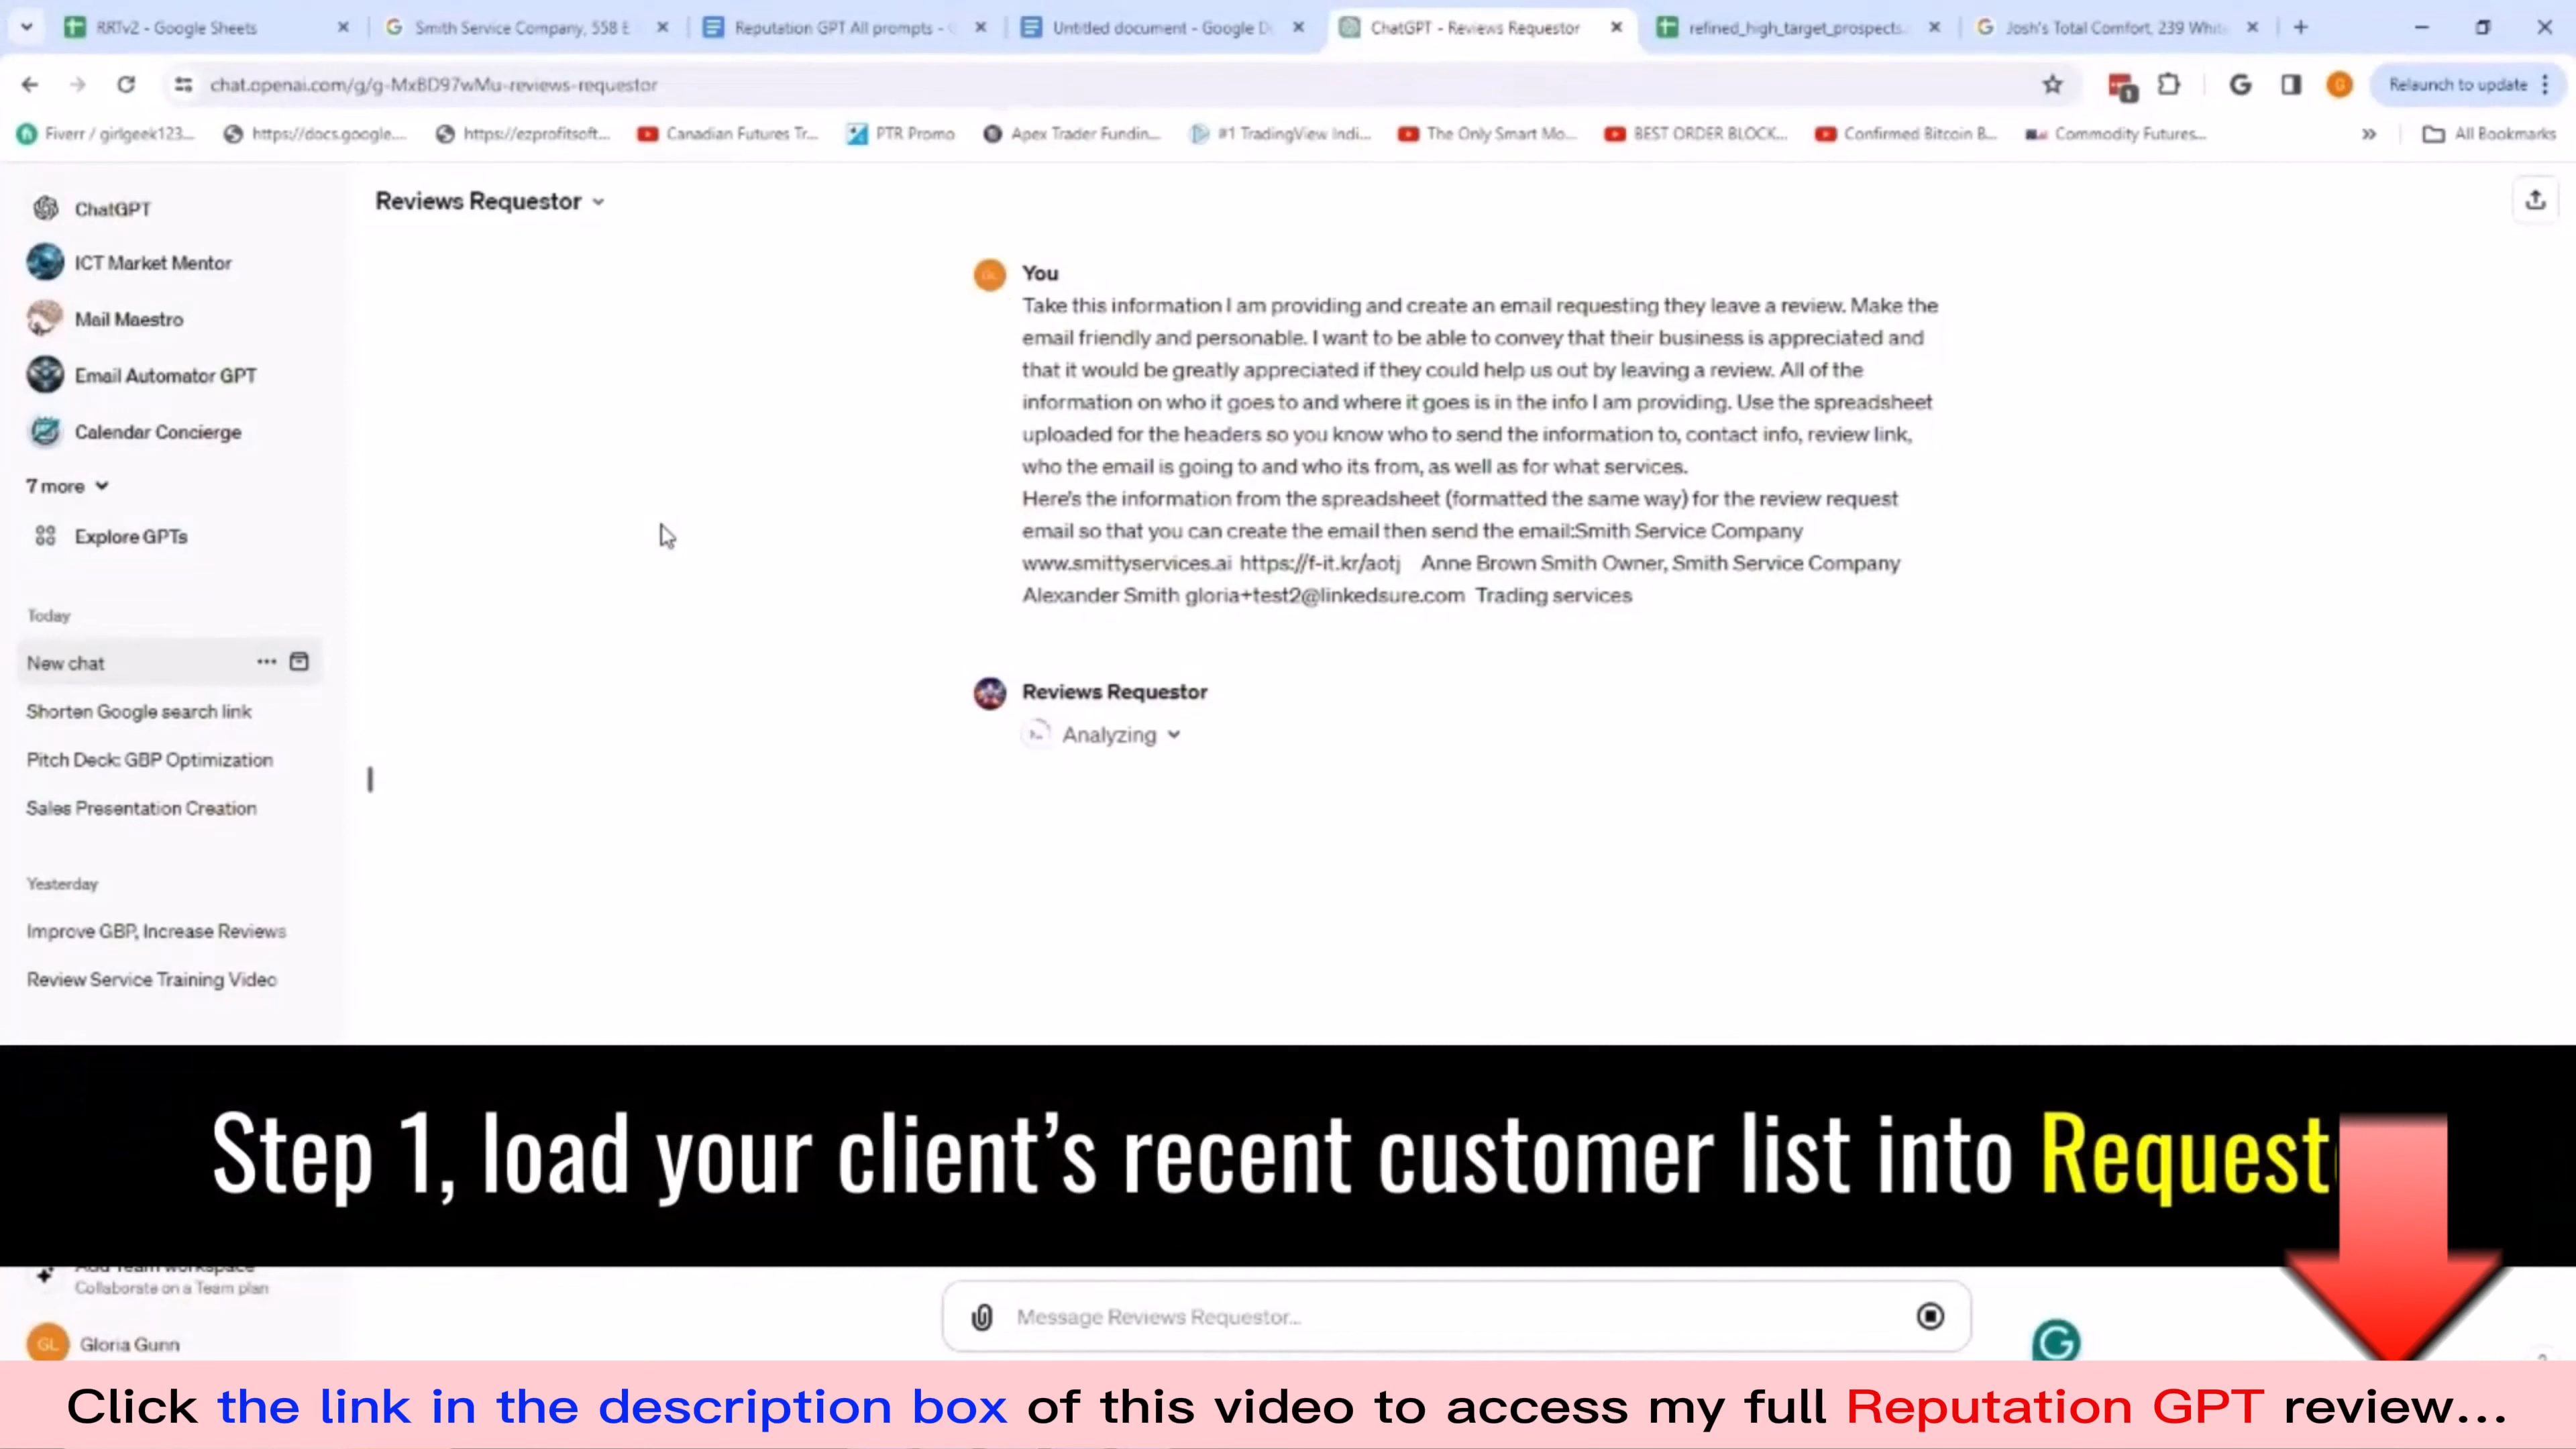 RRTv2 - Google Sheets
Smith Service Company, 558 E
Reputation GPT All prompts -
Untitled document - Google D
ChatGPT - Reviews Requestor
refined_high_target_prospects.
Josh's Total Comfort, 239 White
chat.openai.com/g/g-MxBD97wMu-reviews-requestor
Relaunch to update
Fiverr / girlgeek123...
https://docs.google....
https://ezprofitsoft...
Canadian Futures Tr...
PTR Promo
Apex Trader Fundin...
#1 TradingView Indi...
The Only Smart Mo...
BEST ORDER BLOCK...
Confirmed Bitcoin B...
Commodity Futures...
All Bookmarks
ChatGPT
ICT Market Mentor
Mail Maestro
Email Automator GPT
Calendar Concierge
7 more
Explore GPTs
Today
New chat
Shorten Google search link
Pitch Deck: GBP Optimization
Sales Presentation Creation
Yesterday
Improve GBP, Increase Reviews
Review Service Training Video
Reviews Requestor
You
Take this information I am providing and create an email requesting they leave a review. Make the
email friendly and personable. I want to be able to convey that their business is appreciated and
that it would be greatly appreciated if they could help us out by leaving a review. All of the
information on who it goes to and where it goes is in the info I am providing. Use the spreadsheet
uploaded for the headers so you know who to send the information to, contact info, review link,
who the email is going to and who its from, as well as for what services.
Here's the information from the spreadsheet (formatted the same way) for the review request
email so that you can create the email then send the email:Smith Service Company
www.smittyservices.ai https://f-it.kr/aotj Anne Brown Smith Owner, Smith Service Company
Alexander Smith gloria+test2@linkedsure.com Trading services
Reviews Requestor
Analyzing
Step 1, load your client's recent customer list into Request
Add Team workspace
Collaborate on a Team plan
GL Gloria Gunn
Message Reviews Requestor...
Click the link in the description box of this video to access my full Reputation GPT review...